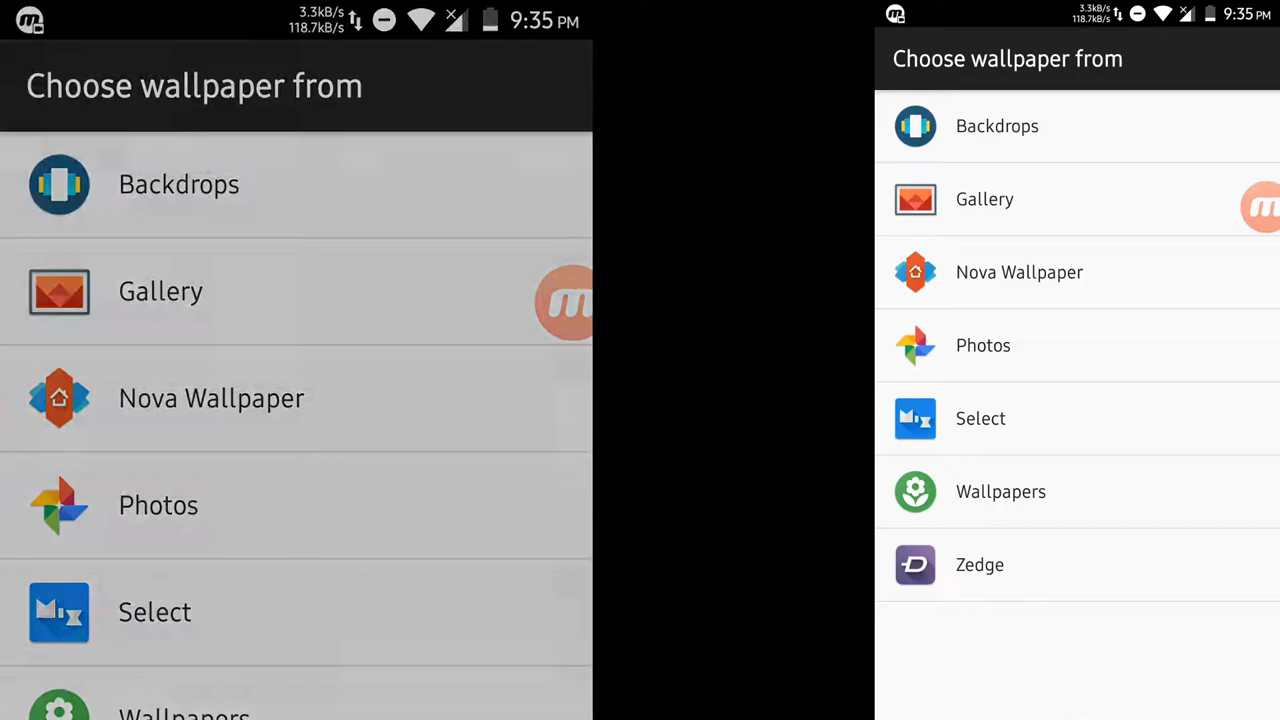 3.3kB/s
118.7kB/s
9:35 PM
Choose wallpaper from
Backdrops
Gallery
Nova Wallpaper
Photos
Select
Wallpapers
3.3kB/s
118.7kB/s
9:35 PM
Choose wallpaper from
Backdrops
Gallery
Nova Wallpaper
Photos
Select
Wallpapers
Zedge